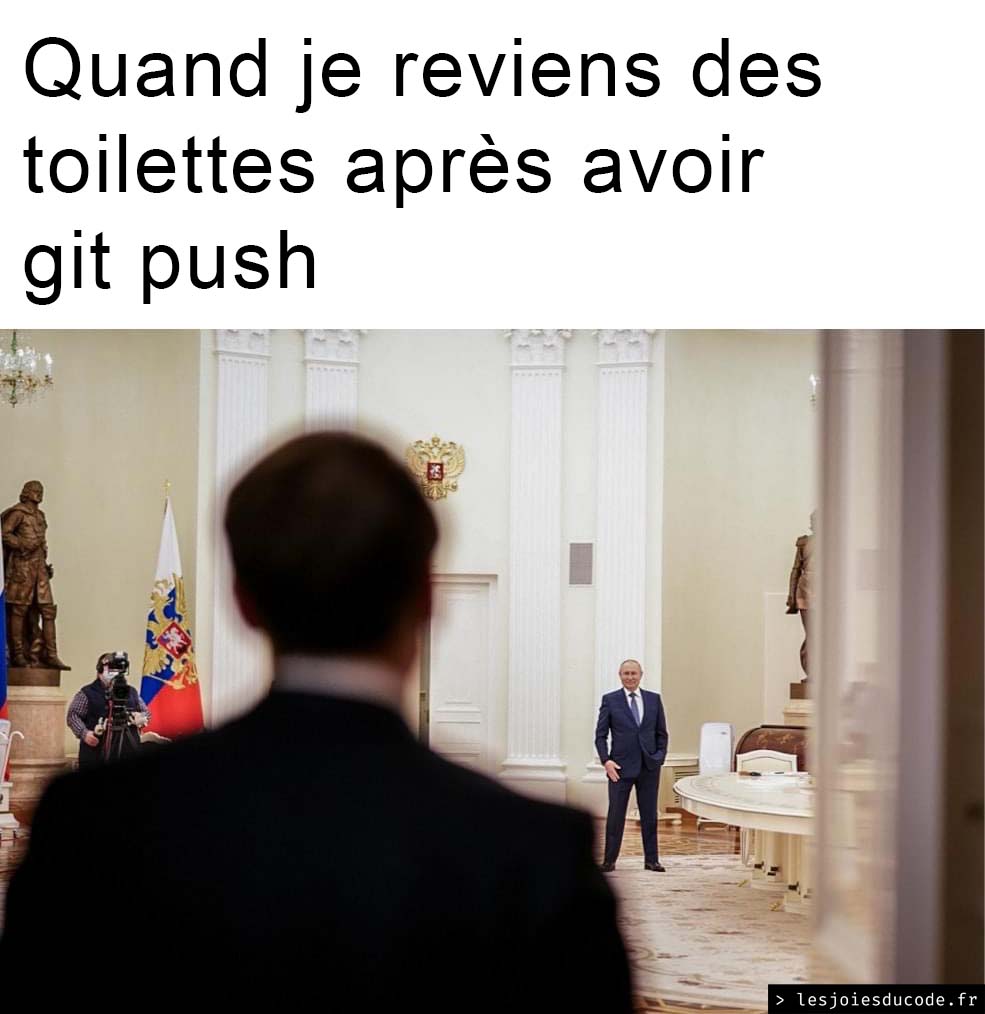 Quand je reviens des
toilettes après avoir
git push
> lesjoiesducode.fr